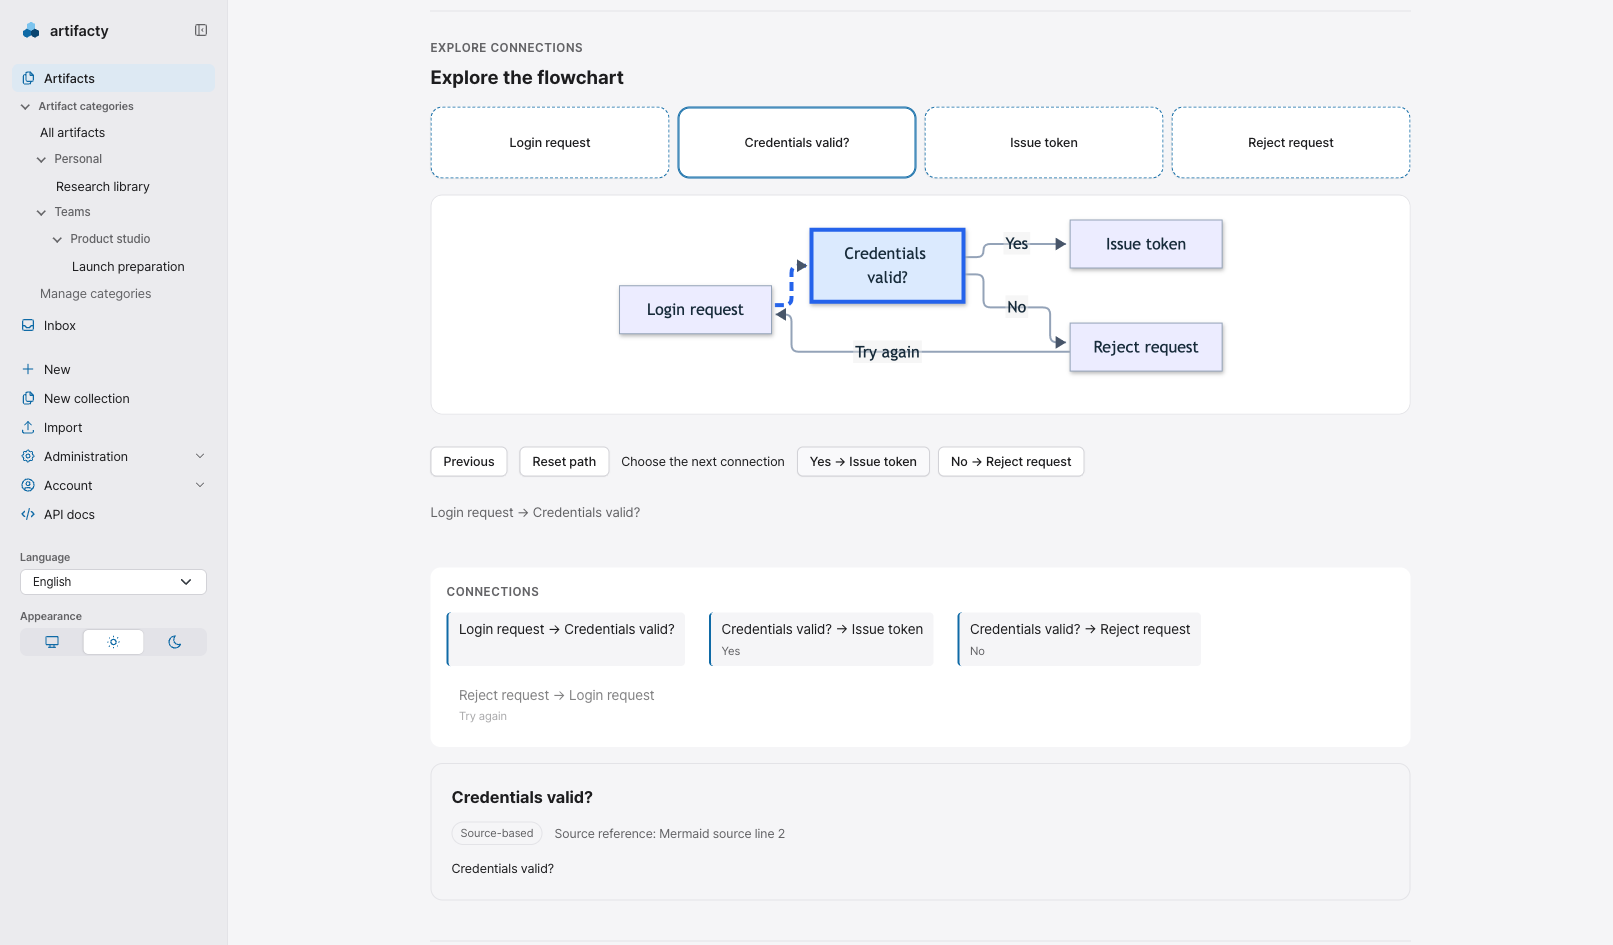 artifacty
Artifacts
Artifact categories
All artifacts
Personal
Research library
Teams
Product studio
Launch preparation
Manage categories
Inbox
New
New collection
Import
Administration
Account
API docs
Language
English
Appearance
EXPLORE CONNECTIONS
Explore the flowchart
Login request
Credentials valid?
Issue token
Reject request
Login request
Credentials
valid?
Yes
Issue token
No
Reject request
Try again
Previous
Reset path
Choose the next connection
Yes → Issue token
No → Reject request
Login request → Credentials valid?
CONNECTIONS
Login request → Credentials valid?
Credentials valid? → Issue token
Yes
Credentials valid? → Reject request
No
Reject request → Login request
Try again
Credentials valid?
Source-based
Source reference: Mermaid source line 2
Credentials valid?